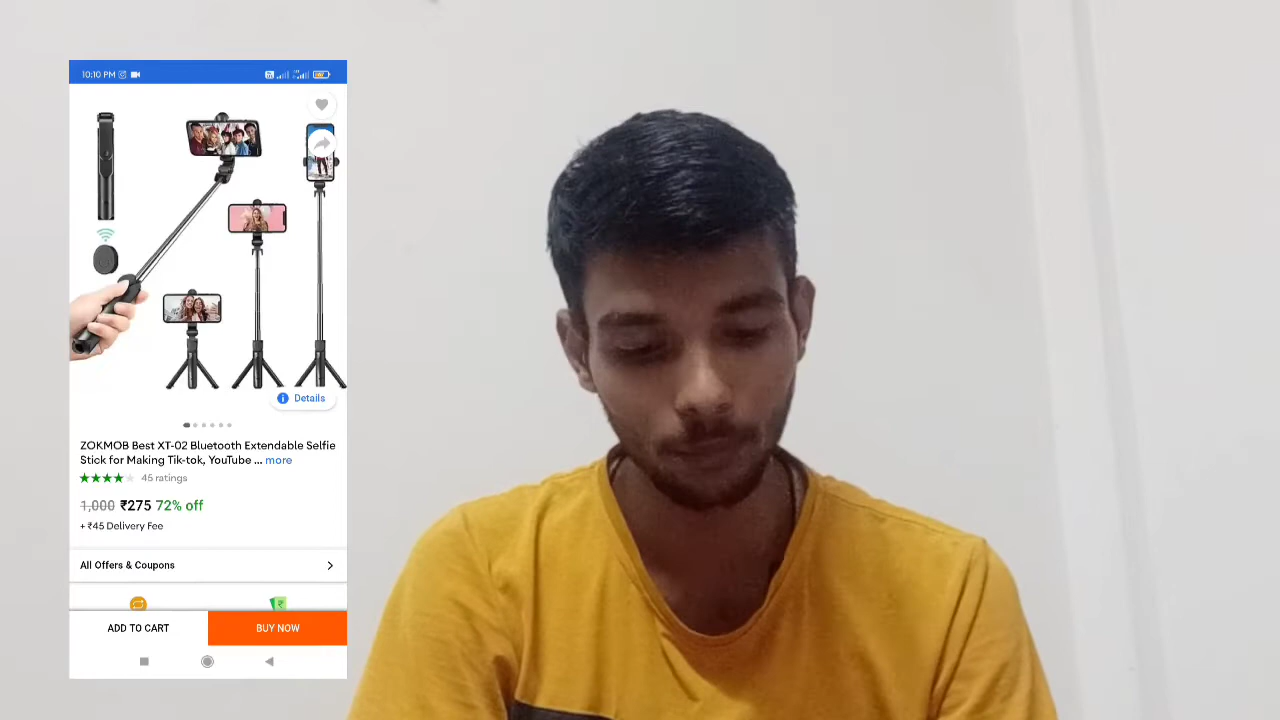 10:10 PM
Details
ZOKMOB Best XT-02 Bluetooth Extendable Selfie
Stick for Making Tik-tok, YouTube ... more
45 ratings
1,000 ₹275 72% off
+ ₹45 Delivery Fee
All Offers & Coupons
ADD TO CART
BUY NOW